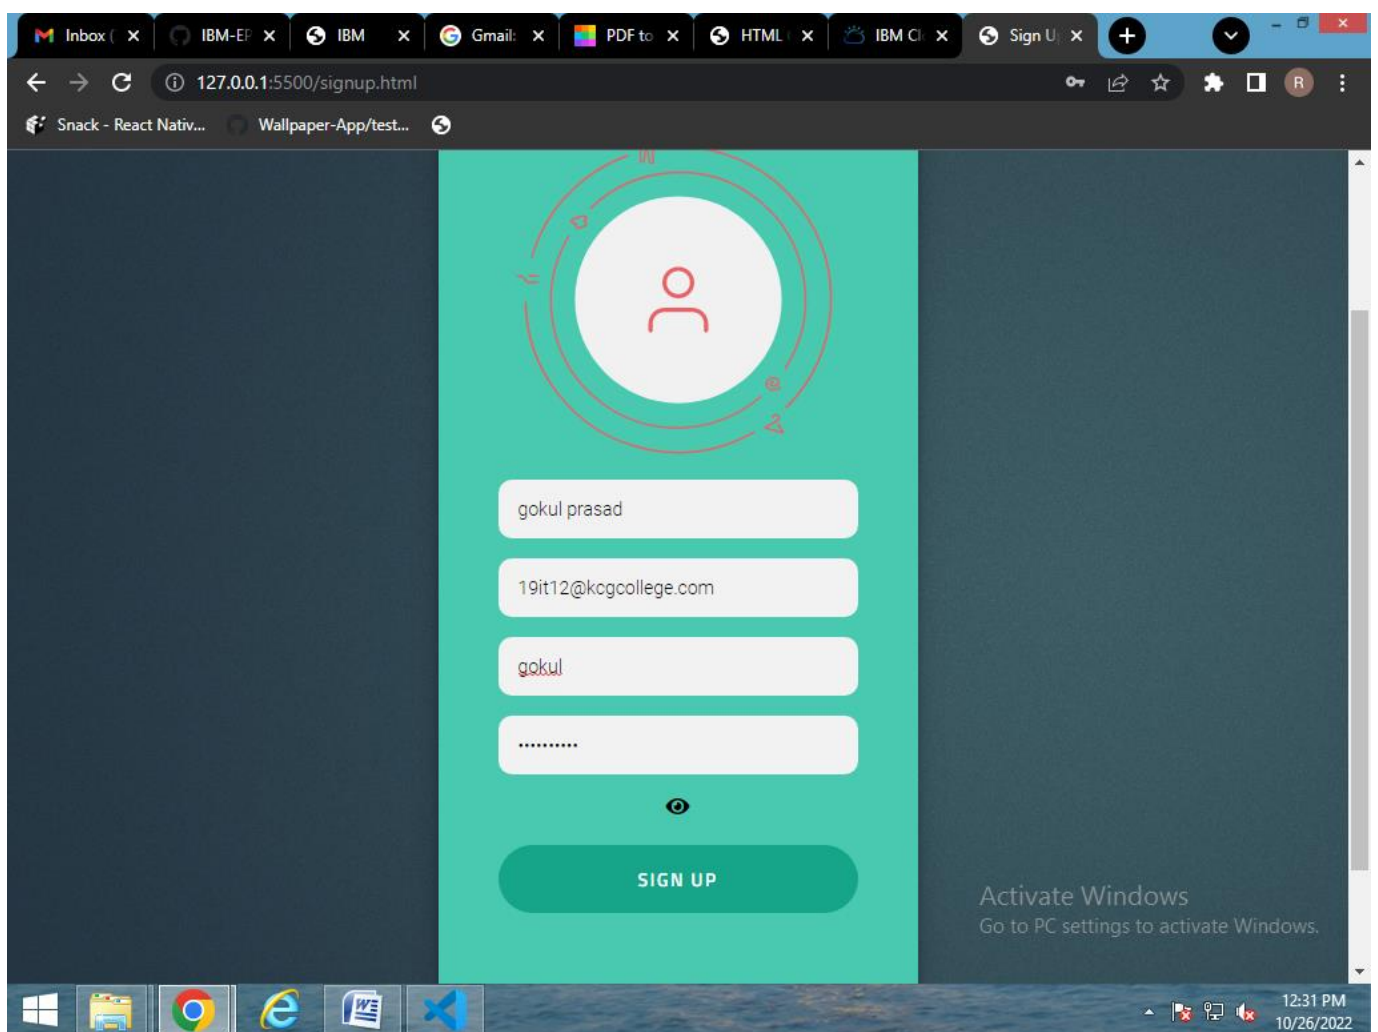 Inbox (
IBM-EP
IBM
Gmail:
PDF to
HTML
IBM Cl
Sign U
127.0.0.1:5500/signup.html
R
Snack - React Nativ...
Wallpaper-App/test...
gokul prasad
19it12@kcgcollege.com
gokul
••••••••••
SIGN UP
Activate Windows
Go to PC settings to activate Windows.
12:31 PM
10/26/2022